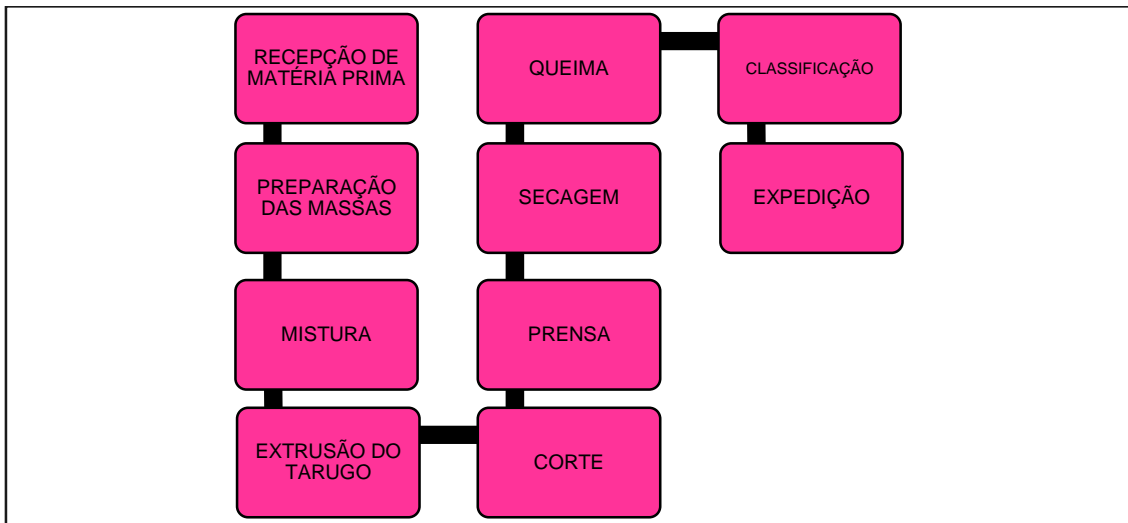 RECEPÇÃO DE
MATÉRIA PRIMA
PREPARAÇÃO
DAS MASSAS
MISTURA
EXTRUSÃO DO
TARUGO
CORTE
PRENSA
SECAGEM
QUEIMA
CLASSIFICAÇÃO
EXPEDIÇÃO